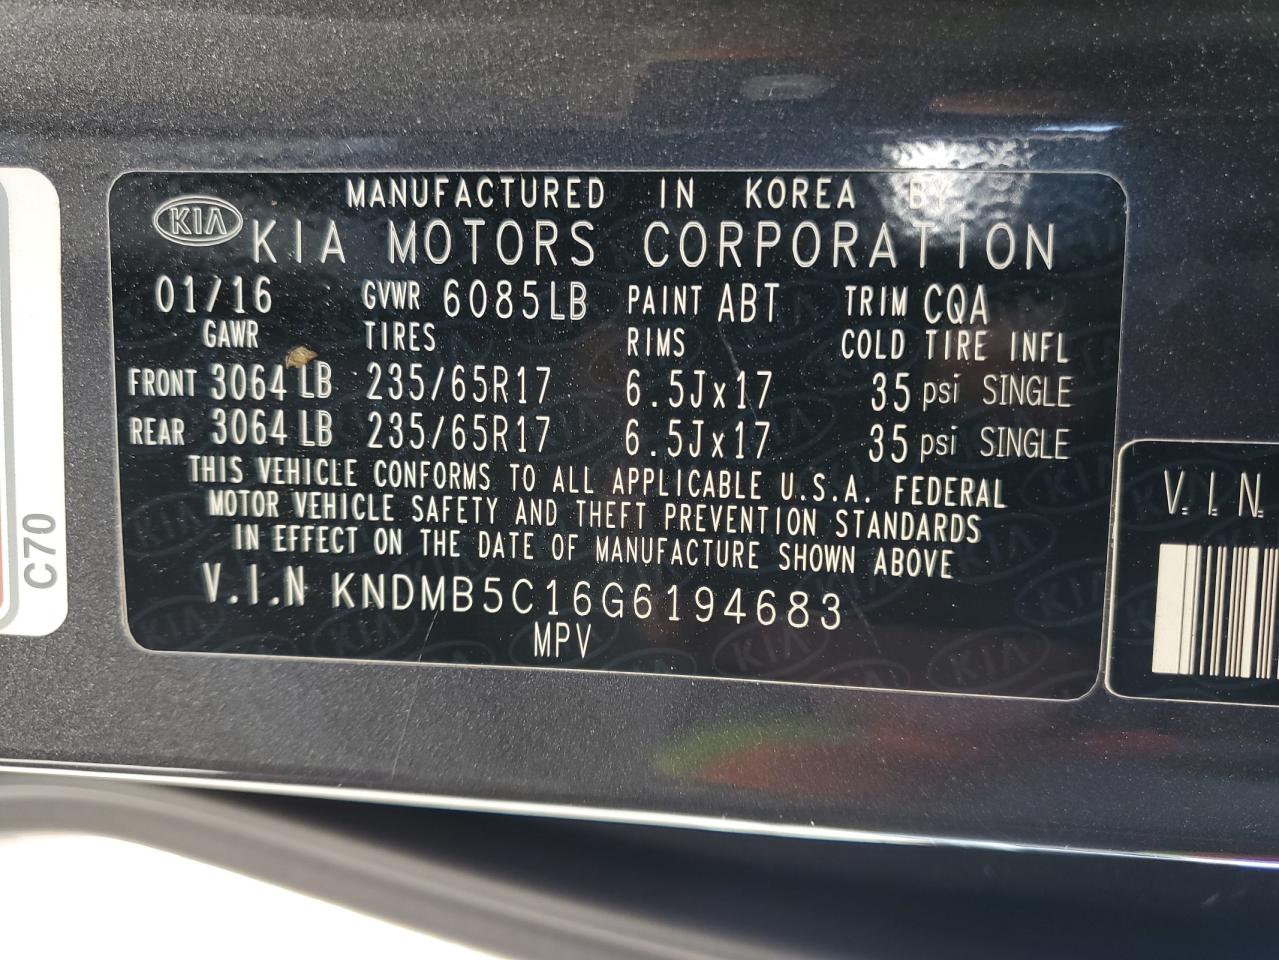 MANUFACTURED IN KOREA BY
KIA KIA MOTORS CORPORATION
01/16 GVWR 6085LB PAINT ABT TRIM CQA
GAWR TIRES RIMS COLD TIRE INFL
FRONT 3064 LB 235/65R17 6.5Jx17 35 psi SINGLE
REAR 3064 LB 235/65R17 6.5Jx17 35 psi SINGLE
THIS VEHICLE CONFORMS TO ALL APPLICABLE U.S.A. FEDERAL
MOTOR VEHICLE SAFETY AND THEFT PREVENTION STANDARDS
IN EFFECT ON THE DATE OF MANUFACTURE SHOWN ABOVE
V.I.N KNDMB5C16G6194683
MPV
V.I.N.
C70